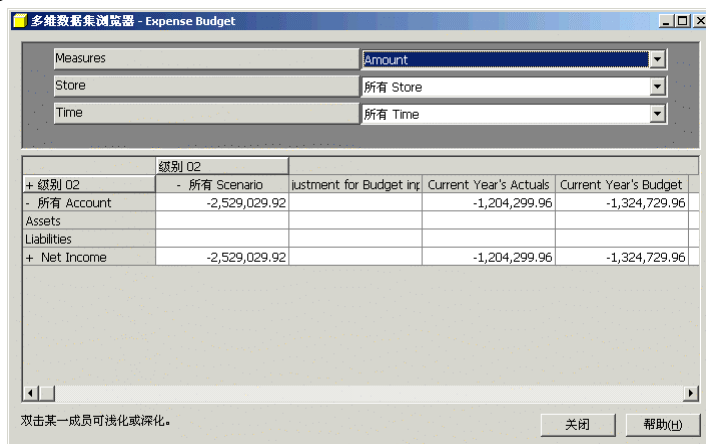 多维数据集浏览器 - Expense Budget
Measures Amount
Store 所有 Store
Time 所有 Time
级别 02
+ 级别 02 - 所有 Scenario justment for Budget inp Current Year's Actuals Current Year's Budget
- 所有 Account -2,529,029.92 -1,204,299.96 -1,324,729.96
Assets
Liabilities
+ Net Income -2,529,029.92 -1,204,299.96 -1,324,729.96
双击某一成员可浅化或深化。 关闭 帮助(H)